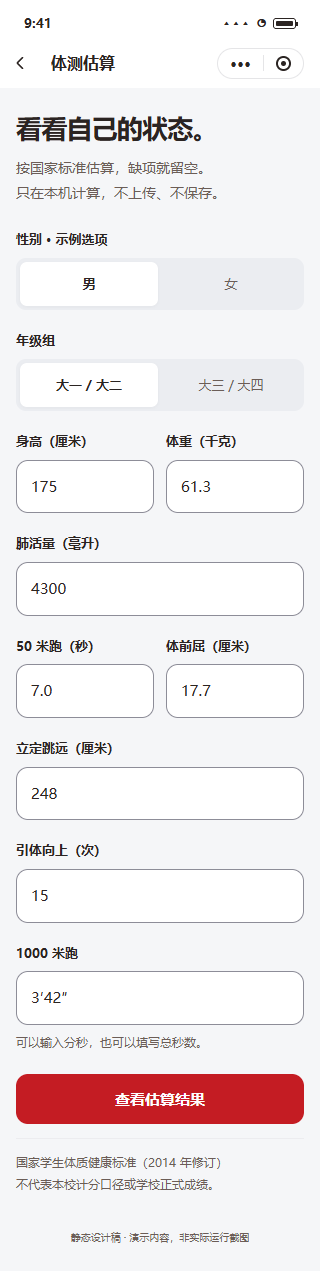 9:41
体测估算
看看自己的状态。
按国家标准估算，缺项就留空。
只在本机计算，不上传、不保存。
性别 • 示例选项
男 女
年级组
大一 / 大二 大三 / 大四
身高（厘米） 体重（千克）
175 61.3
肺活量（毫升）
4300
50 米跑（秒） 体前屈（厘米）
7.0 17.7
立定跳远（厘米）
248
引体向上（次）
15
1000 米跑
3′42″
可以输入分秒，也可以填写总秒数。
查看估算结果
国家学生体质健康标准（2014 年修订）
不代表本校计分口径或学校正式成绩。
静态设计稿 · 演示内容，非实际运行截图